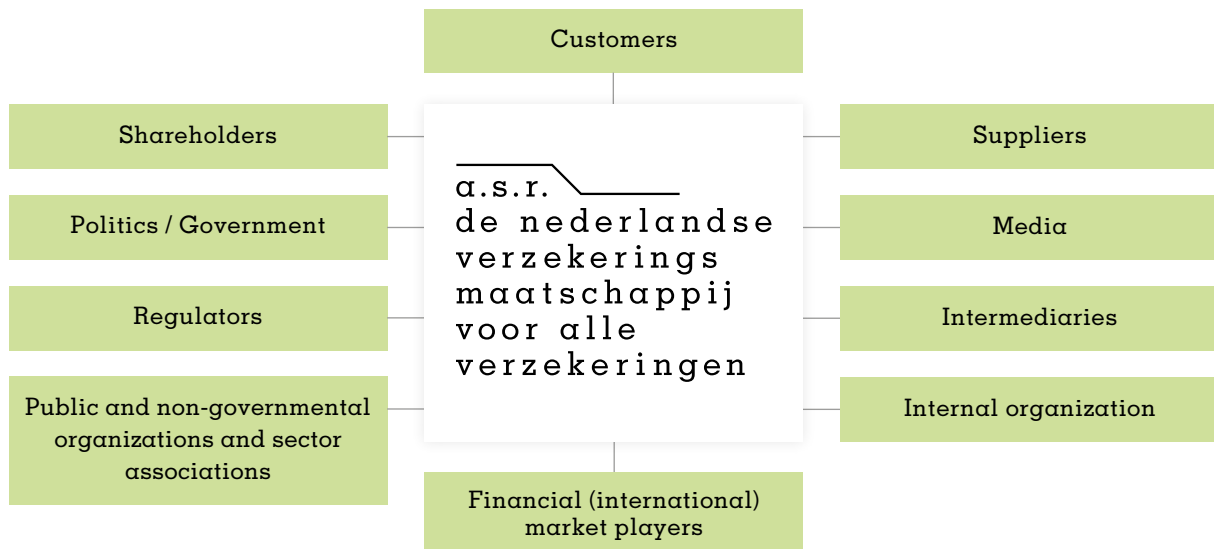 Customers
Shareholders
Politics / Government
Regulators
Public and non-governmental
organizations and sector
associations
a.s.r.
de nederlandse
verzekerings
maatschappij
voor alle
verzekeringen
Suppliers
Media
Intermediaries
Internal organization
Financial (international)
market players